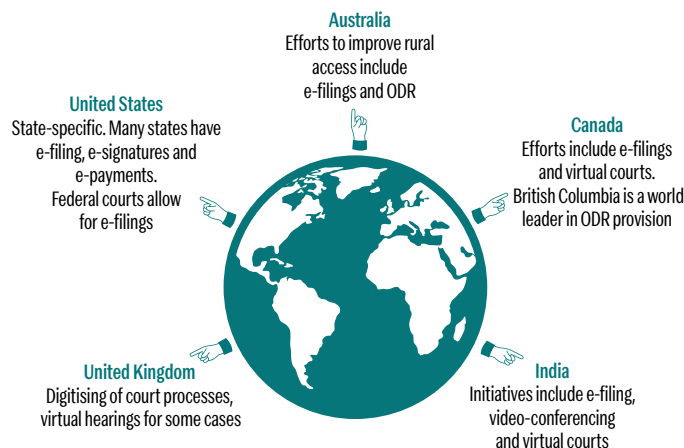 Australia
Efforts to improve rural
access include
e-filings and ODR
United States
State-specific. Many states have
e-filing, e-signatures and
e-payments.
Federal courts allow
for e-filings
Canada
Efforts include e-filings
and virtual courts.
British Columbia is a world
leader in ODR provision
United Kingdom
Digitising of court processes,
virtual hearings for some cases
India
Initiatives include e-filing,
video-conferencing
and virtual courts